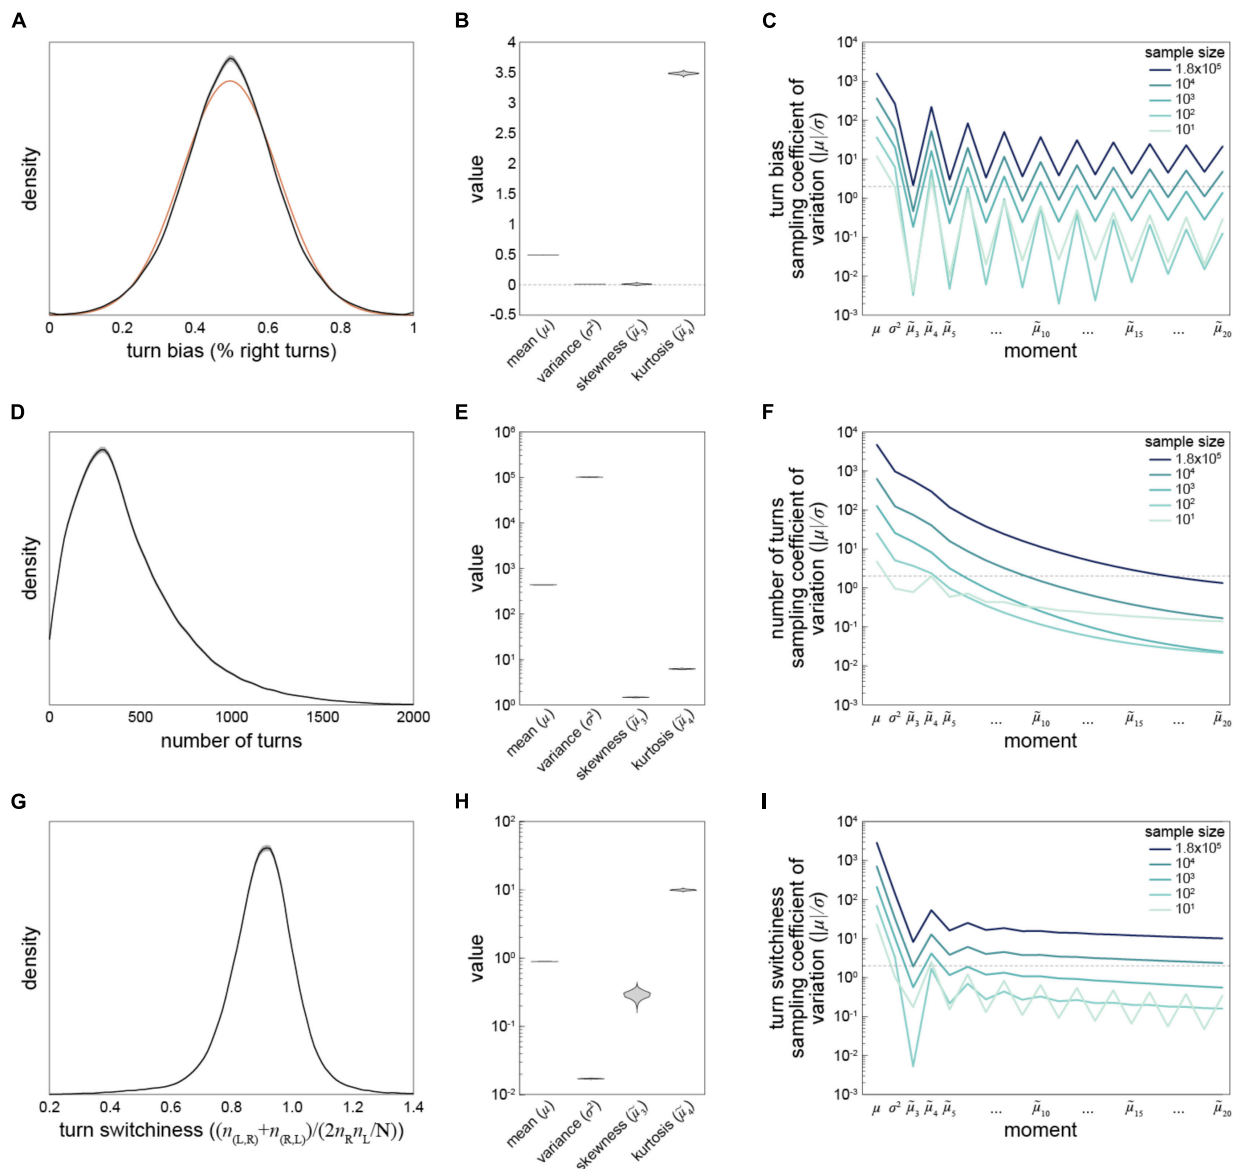 A
density
0
0.2
0.4
0.6
0.8
1
turn bias (% right turns)
B
value
4
3.5
3
2.5
2
1.5
1
0.5
0
-0.5
mean (μ)
variance (σ²)
skewness (μ̃₃)
kurtosis (μ̃₄)
C
turn bias
sampling coefficient of
variation (|μ|/σ)
10⁴
10³
10²
10¹
10⁰
10⁻¹
10⁻²
10⁻³
sample size
1.8x10⁵
10⁴
10³
10²
10¹
μ σ² μ̃₃ μ̃₄ μ̃₅ ... μ̃₁₀ ... μ̃₁₅ ... μ̃₂₀
moment
D
density
0
500
1000
1500
2000
number of turns
E
value
10⁶
10⁵
10⁴
10³
10²
10¹
10⁰
mean (μ)
variance (σ²)
skewness (μ̃₃)
kurtosis (μ̃₄)
F
number of turns
sampling coefficient of
variation (|μ|/σ)
10⁴
10³
10²
10¹
10⁰
10⁻¹
10⁻²
10⁻³
sample size
1.8x10⁵
10⁴
10³
10²
10¹
μ σ² μ̃₃ μ̃₄ μ̃₅ ... μ̃₁₀ ... μ̃₁₅ ... μ̃₂₀
moment
G
density
0.2
0.4
0.6
0.8
1.0
1.2
1.4
turn switchiness ((n(L,R)+n(R,L))/(2nRnL/N))
H
value
10²
10¹
10⁰
10⁻¹
10⁻²
mean (μ)
variance (σ²)
skewness (μ̃₃)
kurtosis (μ̃₄)
I
turn switchiness
sampling coefficient of
variation (|μ|/σ)
10⁴
10³
10²
10¹
10⁰
10⁻¹
10⁻²
10⁻³
sample size
1.8x10⁵
10⁴
10³
10²
10¹
μ σ² μ̃₃ μ̃₄ μ̃₅ ... μ̃₁₀ ... μ̃₁₅ ... μ̃₂₀
moment